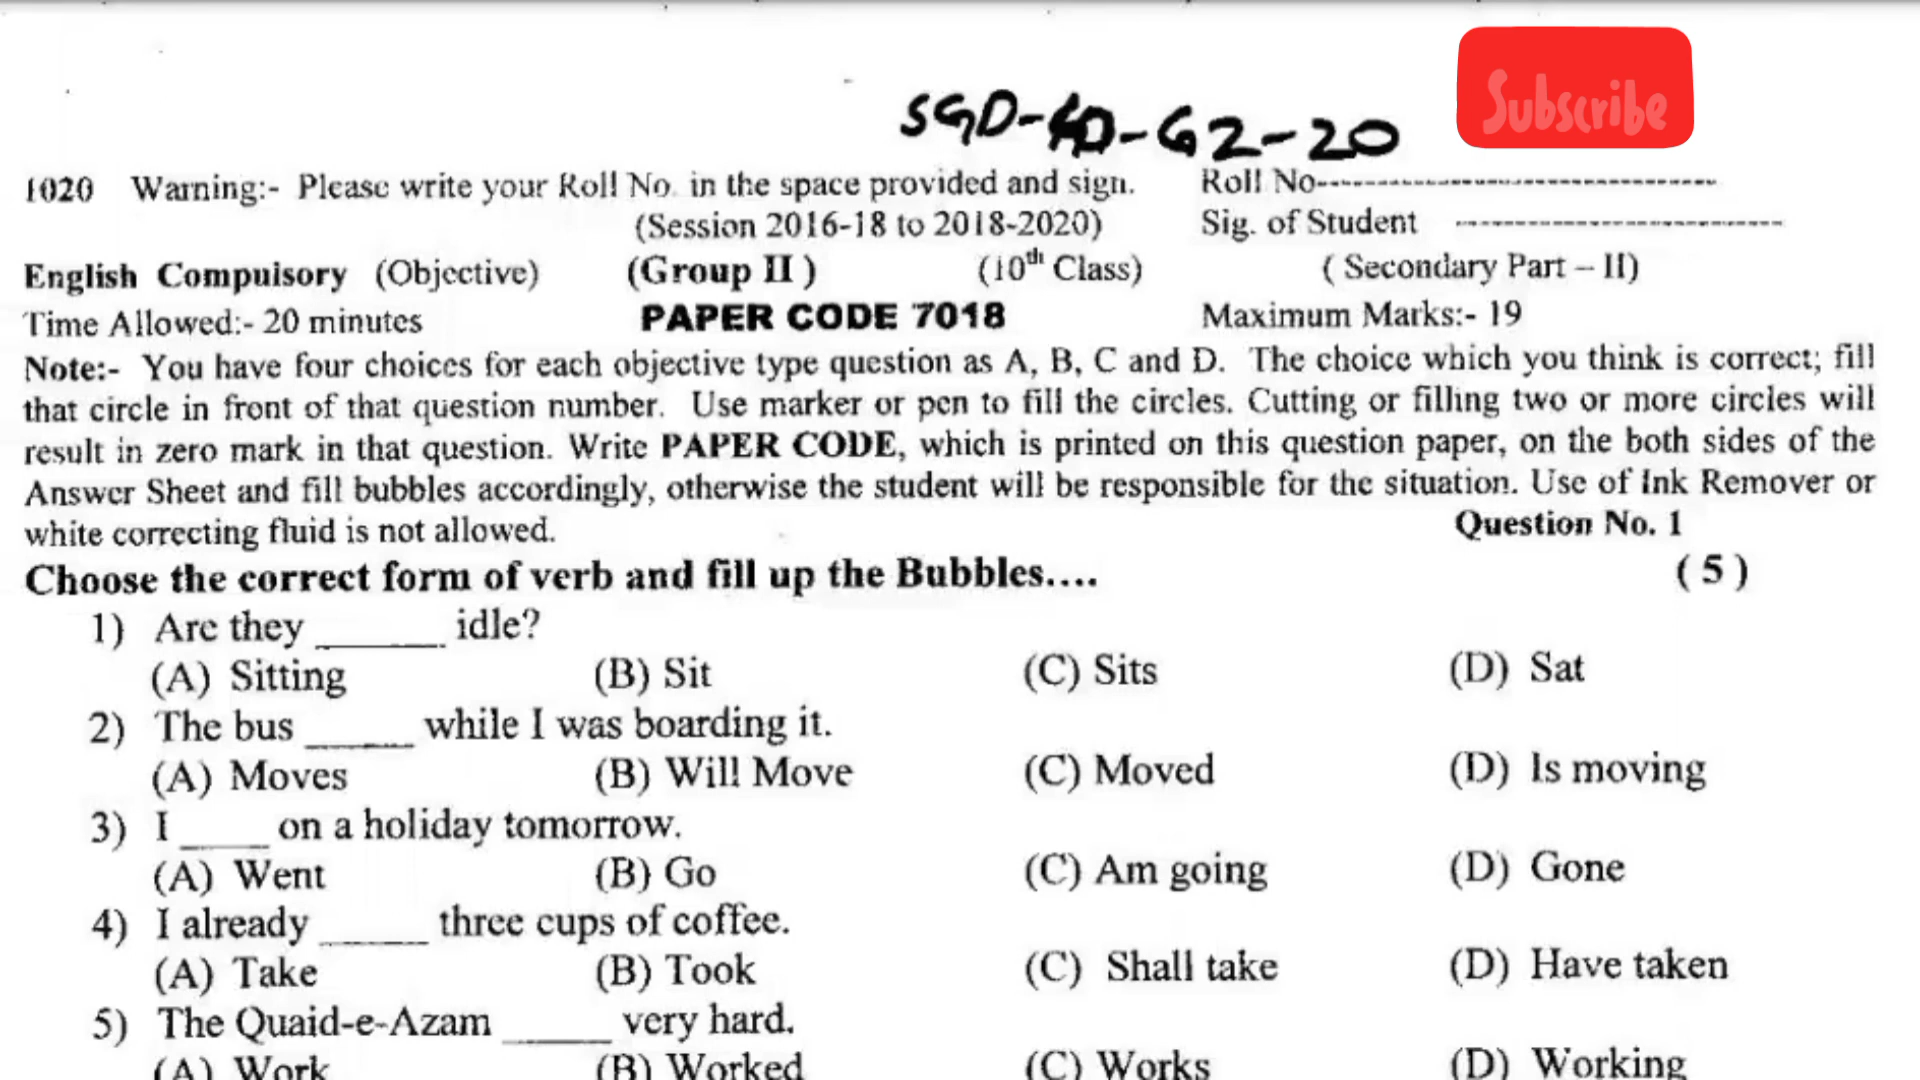 Subscribe
SGD-10-G2-20
1020 Warning:- Please write your Roll No. in the space provided and sign. Roll No------------------------------------
(Session 2016-18 to 2018-2020) Sig. of Student -----------------------------
English Compulsory (Objective) (Group II) (10th Class) ( Secondary Part – II)
Time Allowed:- 20 minutes PAPER CODE 7018 Maximum Marks:- 19
Note:- You have four choices for each objective type question as A, B, C and D. The choice which you think is correct; fill
that circle in front of that question number. Use marker or pen to fill the circles. Cutting or filling two or more circles will
result in zero mark in that question. Write PAPER CODE, which is printed on this question paper, on the both sides of the
Answer Sheet and fill bubbles accordingly, otherwise the student will be responsible for the situation. Use of Ink Remover or
white correcting fluid is not allowed. Question No. 1
Choose the correct form of verb and fill up the Bubbles.... ( 5 )
1) Are they ______ idle?
(A) Sitting (B) Sit (C) Sits (D) Sat
2) The bus _____ while I was boarding it.
(A) Moves (B) Will Move (C) Moved (D) Is moving
3) I ____ on a holiday tomorrow.
(A) Went (B) Go (C) Am going (D) Gone
4) I already _____ three cups of coffee.
(A) Take (B) Took (C) Shall take (D) Have taken
5) The Quaid-e-Azam _____ very hard.
(A) Work (B) Worked (C) Works (D) Working